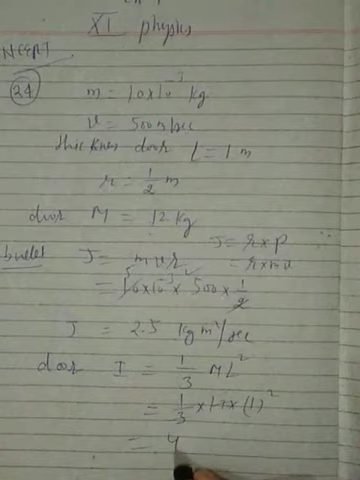 XI physics
NCERT
24
m = 10×10⁻³ kg
v = 500 m/sec
thickness door L = 1 m
r = 1/2 m
door M = 12 kg
J = r×p
bullet J = mvr = r×mv
= 10×10⁻³ × 500 × 1/2
J = 2.5 kg m²/sec
door I = 1/3 ML²
= 1/3 × 12 × (1)²
= 4